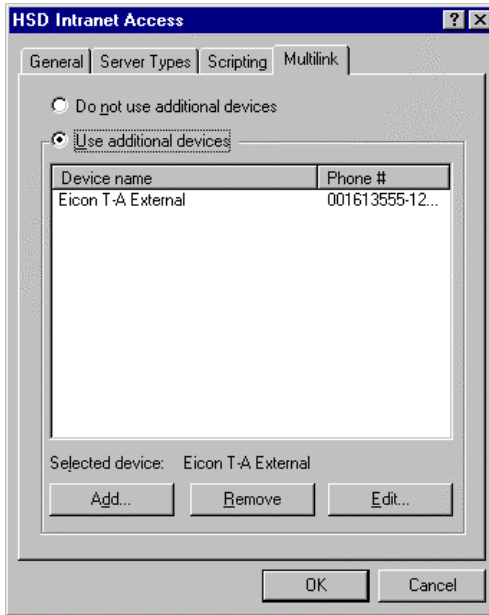 HSD Intranet Access
General Server Types Scripting Multilink
Do not use additional devices
Use additional devices
Device name Phone #
Eicon T-A External 001613555-12...
Selected device: Eicon T-A External
Add... Remove Edit...
OK Cancel